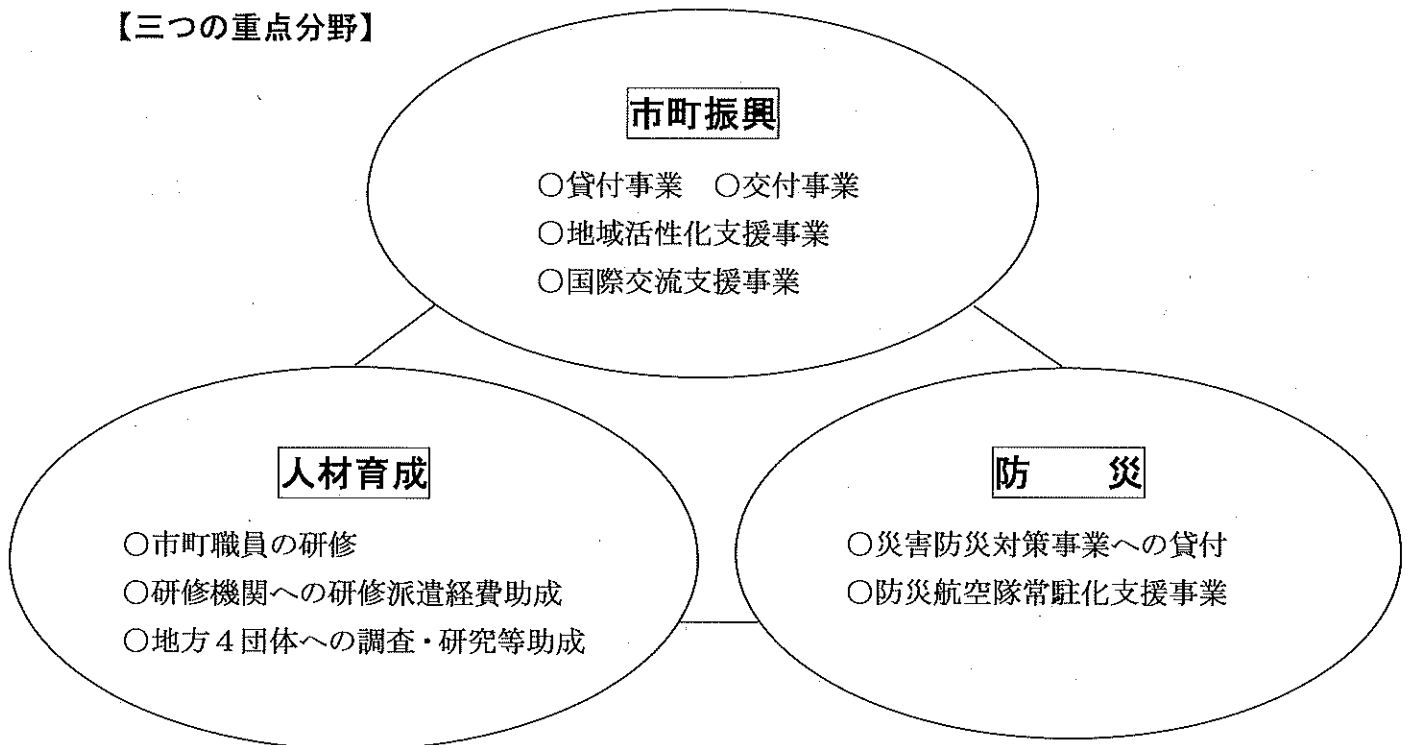 【三つの重点分野】
市町振興
○貸付事業　○交付事業
○地域活性化支援事業
○国際交流支援事業
人材育成
○市町職員の研修
○研修機関への研修派遣経費助成
○地方４団体への調査・研究等助成
防　　災
○災害防災対策事業への貸付
○防災航空隊常駐化支援事業